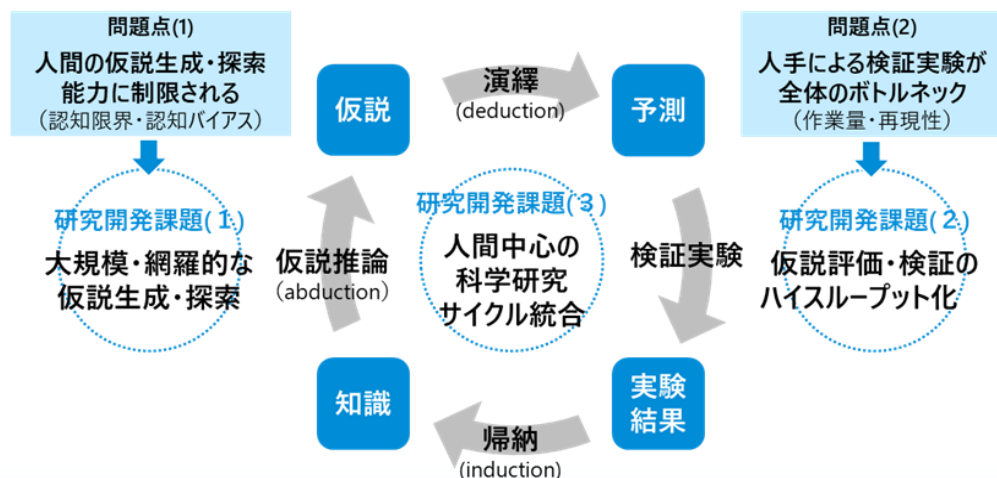 問題点(1)
人間の仮説生成・探索
能力に制限される
（認知限界・認知バイアス）
研究開発課題(１)
大規模・網羅的な
仮説生成・探索
仮説
演繹
(deduction)
予測
仮説推論
（abduction）
研究開発課題(３)
人間中心の
科学研究
サイクル統合
検証実験
知識
帰納
(induction)
実験
結果
問題点(2)
人手による検証実験が
全体のボトルネック
（作業量・再現性）
研究開発課題(２)
仮説評価・検証の
ハイスループット化